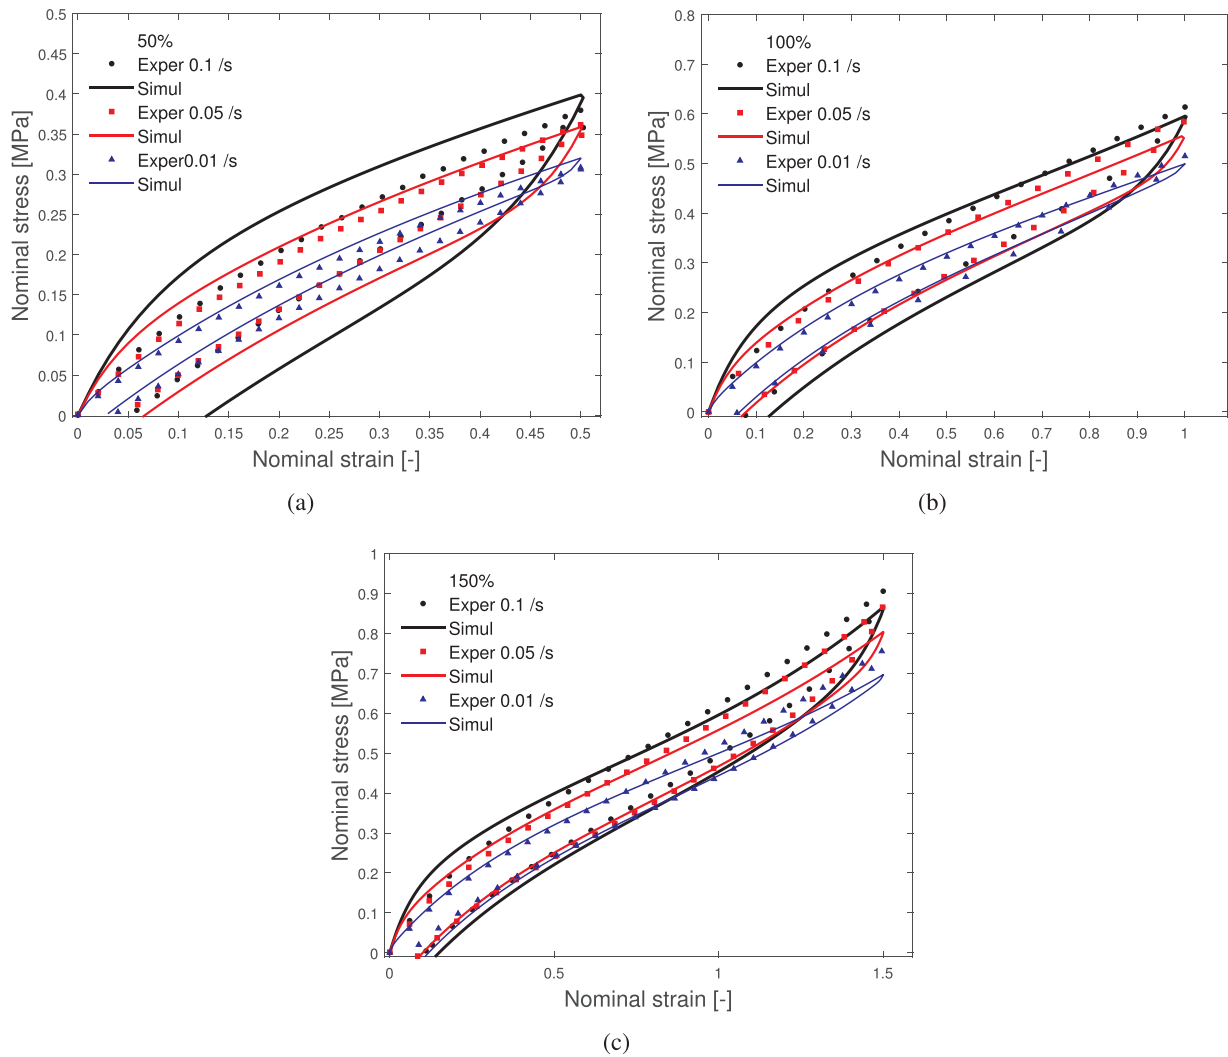 50%
Exper 0.1 /s
Simul
Exper 0.05 /s
Simul
Exper0.01 /s
Simul
Nominal stress [MPa]
0.5
0.45
0.4
0.35
0.3
0.25
0.2
0.15
0.1
0.05
0
0 0.05 0.1 0.15 0.2 0.25 0.3 0.35 0.4 0.45 0.5
Nominal strain [-]
(a)
100%
Exper 0.1 /s
Simul
Exper 0.05 /s
Simul
Exper 0.01 /s
Simul
Nominal stress [MPa]
0.8
0.7
0.6
0.5
0.4
0.3
0.2
0.1
0
0 0.1 0.2 0.3 0.4 0.5 0.6 0.7 0.8 0.9 1
Nominal strain [-]
(b)
150%
Exper 0.1 /s
Simul
Exper 0.05 /s
Simul
Exper 0.01 /s
Simul
Nominal stress [MPa]
1
0.9
0.8
0.7
0.6
0.5
0.4
0.3
0.2
0.1
0
0 0.5 1 1.5
Nominal strain [-]
(c)